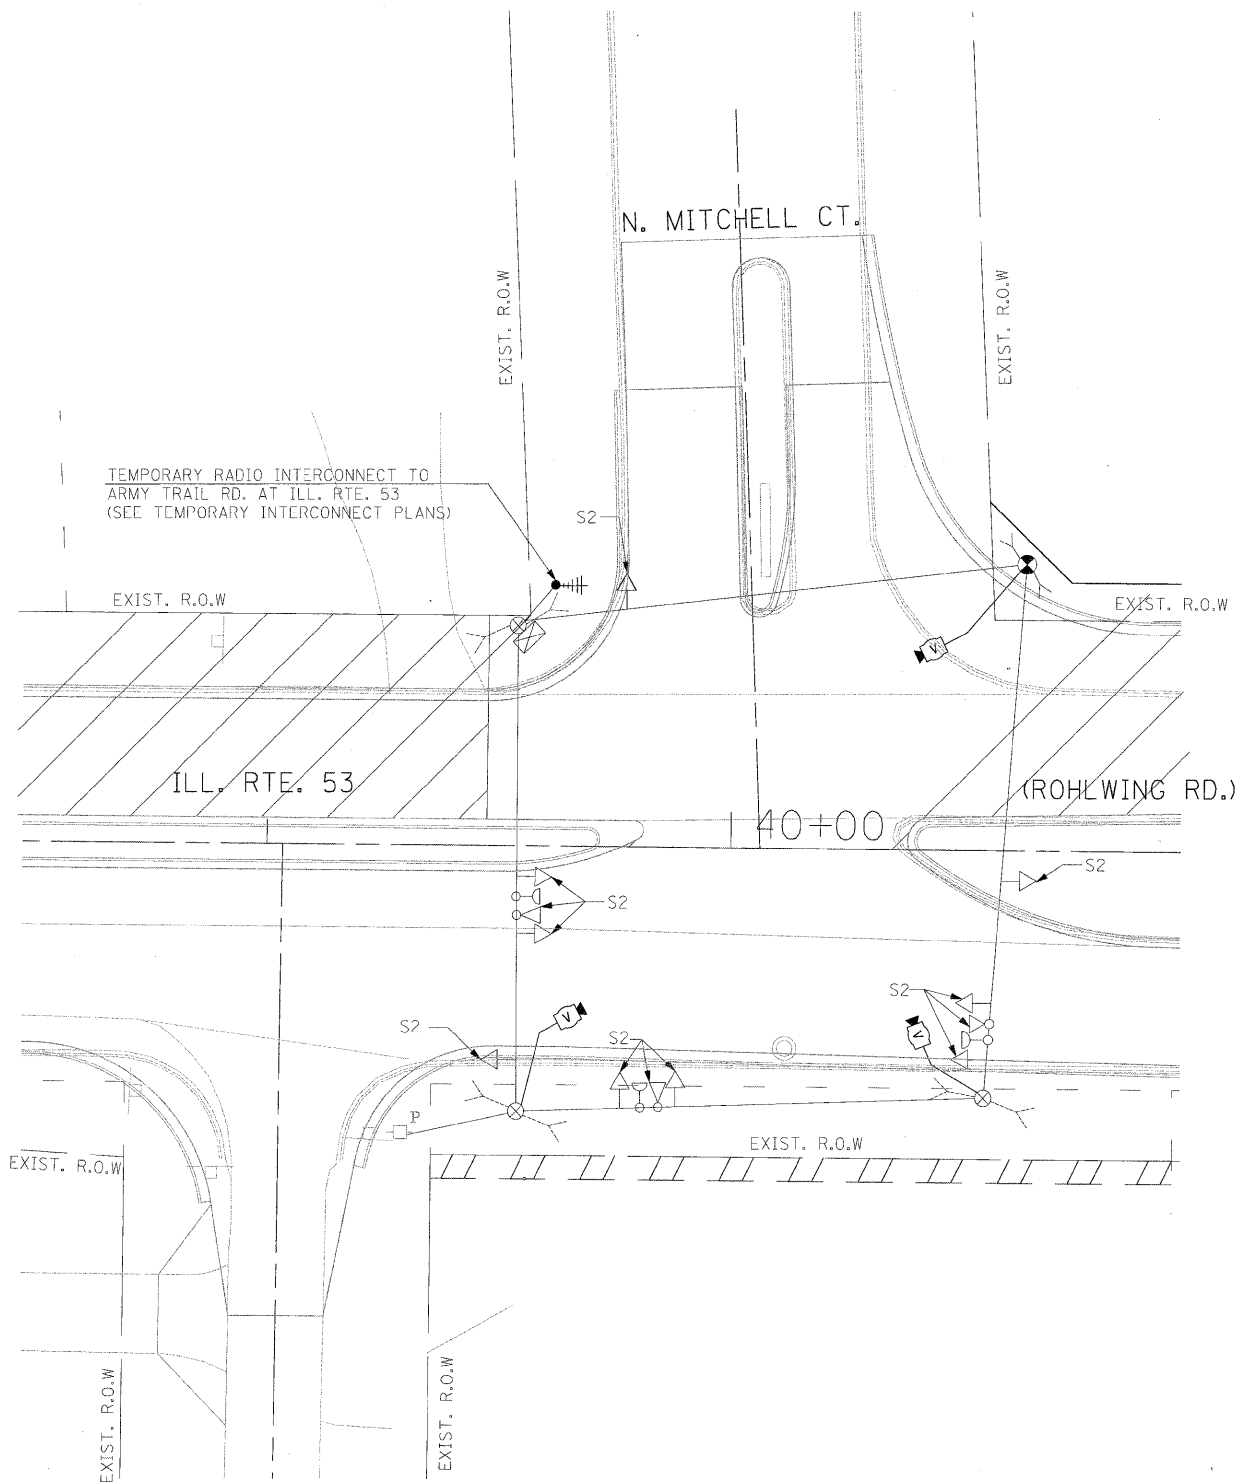 N. MITCHELL CT.
EXIST. R.O.W
EXIST. R.O.W
TEMPORARY RADIO INTERCONNECT TO
ARMY TRAIL RD. AT ILL. RTE. 53
(SEE TEMPORARY INTERCONNECT PLANS)
S2
EXIST. R.O.W
EXIST. R.O.W
V
ILL. RTE. 53
(ROHLWING RD.)
140+00
S2
S2
S2
V
S2
S2
V
P
EXIST. R.O.W
EXIST. R.O.W
EXIST. R.O.W
EXIST. R.O.W